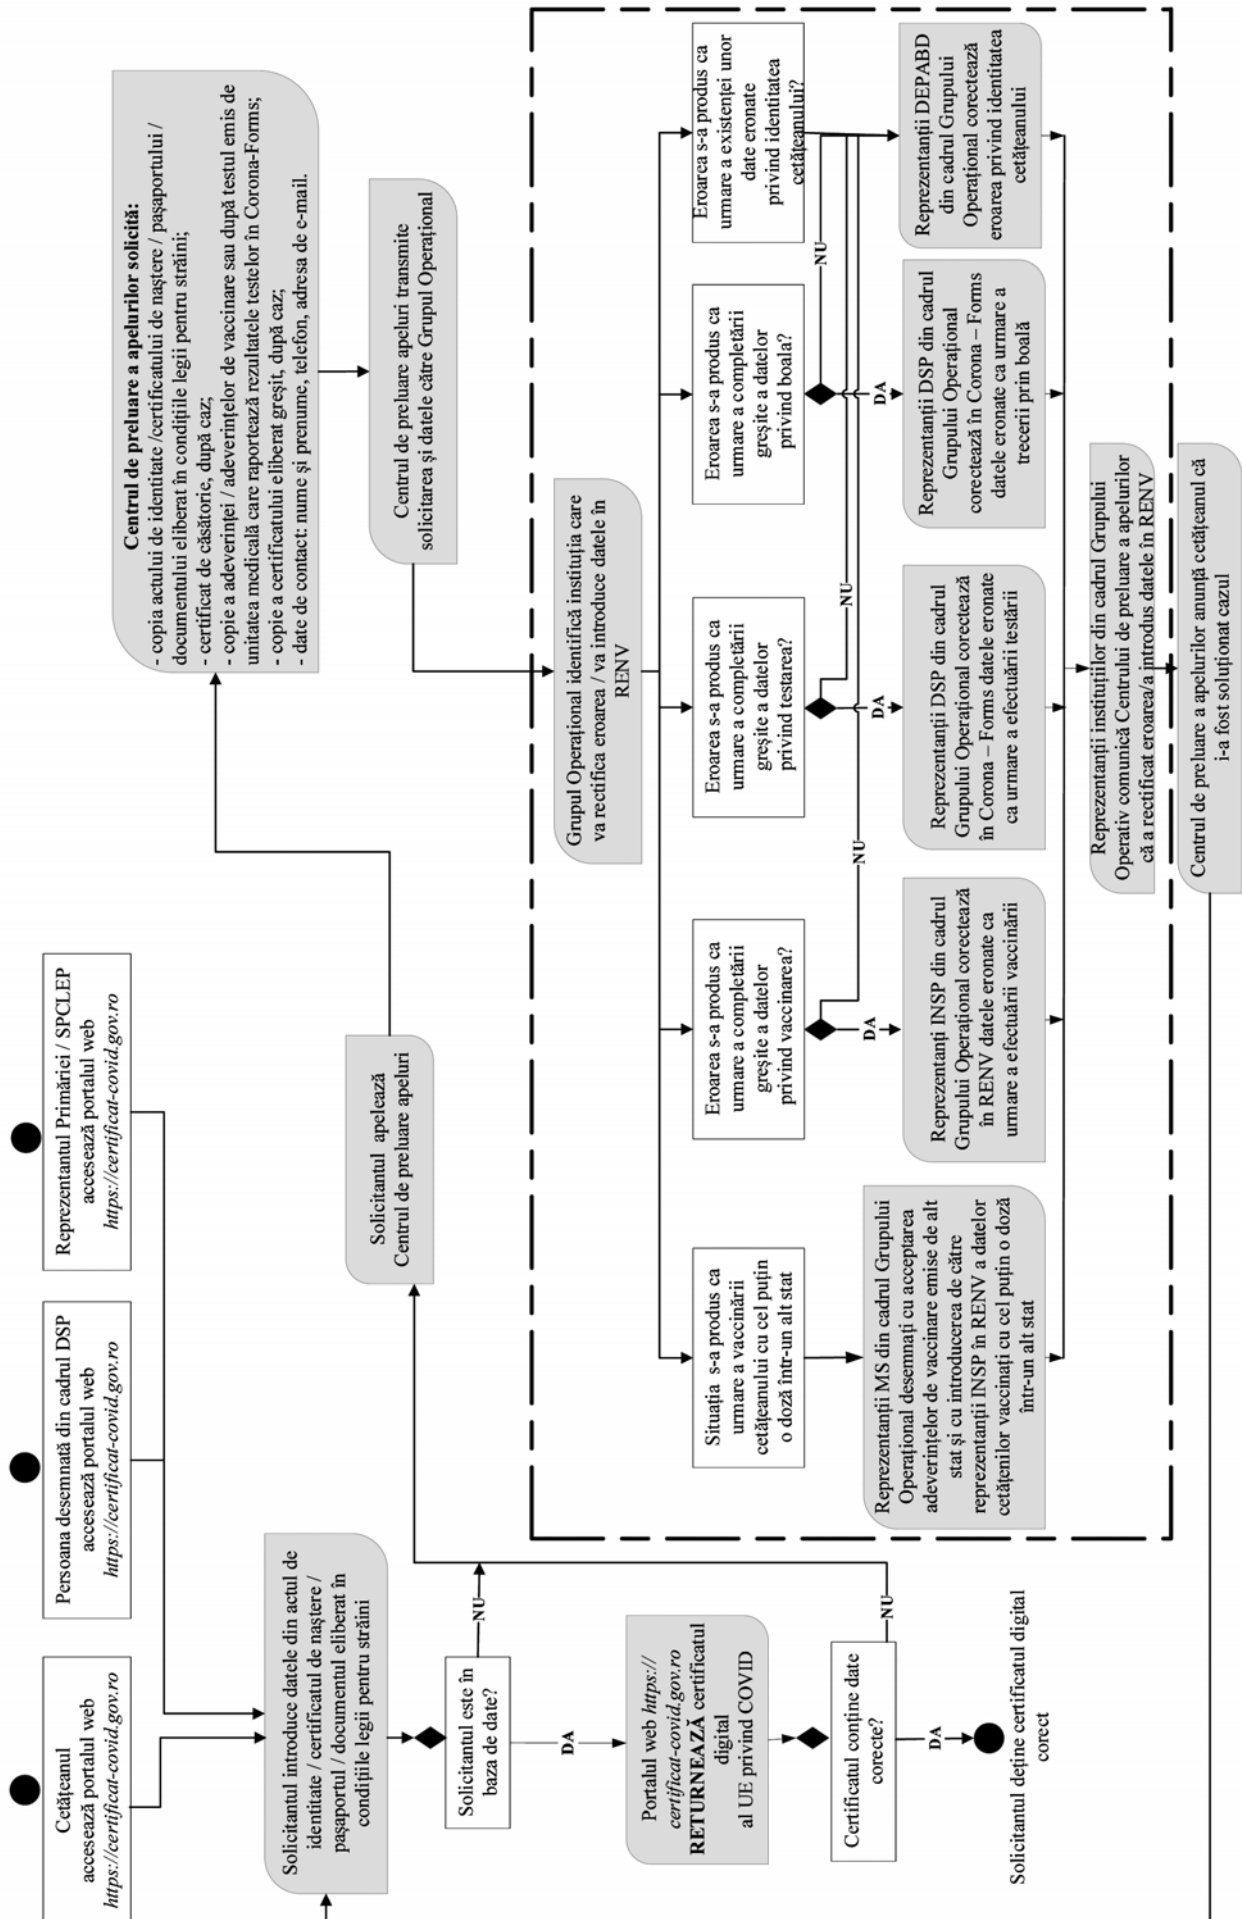 Cetățeanul
accesează portalul web
https://certificat-covid.gov.ro
Persoana desemnată din cadrul DSP
accesează portalul web
https://certificat-covid.gov.ro
Reprezentantul Primăriei / SPCLEP
accesează portalul web
https://certificat-covid.gov.ro
Solicitantul introduce datele din actul de
identitate / certificatul de naștere /
pașaportul / documentul eliberat în
condițiile legii pentru străini
Solicitantul este în
baza de date?
NU
DA
Portalul web https://
certificat-covid.gov.ro
RETURNEAZĂ certificatul
digital
al UE privind COVID
Certificatul conține date
corecte?
NU
DA
Solicitantul deține certificatul digital
corect
Solicitantul apelează
Centrul de preluare apeluri
Centrul de preluare a apelurilor solicită:
- copia actului de identitate /certificatului de naștere / pașaportului /
documentului eliberat în condițiile legii pentru străini;
- certificat de căsătorie, după caz;
- copie a adeverinței / adeverințelor de vaccinare sau după testul emis de
unitatea medicală care raportează rezultatele testelor în Corona-Forms;
- copie a certificatului eliberat greșit, după caz;
- date de contact: nume și prenume, telefon, adresa de e-mail.
Centrul de preluare apeluri transmite
solicitarea și datele către Grupul Operațional
Grupul Operațional identifică instituția care
va rectifica eroarea / va introduce datele în
RENV
Situația s-a produs ca
urmare a vaccinării
cetățeanului cu cel puțin
o doză într-un alt stat
Eroarea s-a produs ca
urmare a completării
greșite a datelor
privind vaccinarea?
Eroarea s-a produs ca
urmare a completării
greșite a datelor
privind testarea?
Eroarea s-a produs ca
urmare a completării
greșite a datelor
privind boala?
Eroarea s-a produs ca
urmare a existenței unor
date eronate
privind identitatea
cetățeanului?
DA
NU
DA
NU
DA
NU
Reprezentanții MS din cadrul Grupului
Operațional desemnați cu acceptarea
adeverințelor de vaccinare emise de alt
stat și cu introducerea de către
reprezentanții INSP în RENV a datelor
cetățenilor vaccinați cu cel puțin o doză
într-un alt stat
Reprezentanți INSP din cadrul
Grupului Operațional corectează
în RENV datele eronate ca
urmare a efectuării vaccinării
Reprezentanții DSP din cadrul
Grupului Operațional corectează
în Corona – Forms datele eronate
ca urmare a efectuării testării
Reprezentanții DSP din cadrul
Grupului Operațional
corectează în Corona – Forms
datele eronate ca urmare a
trecerii prin boală
Reprezentanții DEPABD
din cadrul Grupului
Operațional corectează
eroarea privind identitatea
cetățeanului
Reprezentanții instituțiilor din cadrul Grupului
Operativ comunică Centrului de preluare a apelurilor
că a rectificat eroarea/a introdus datele în RENV
Centrul de preluare a apelurilor anunță cetățeanul că
i-a fost soluționat cazul